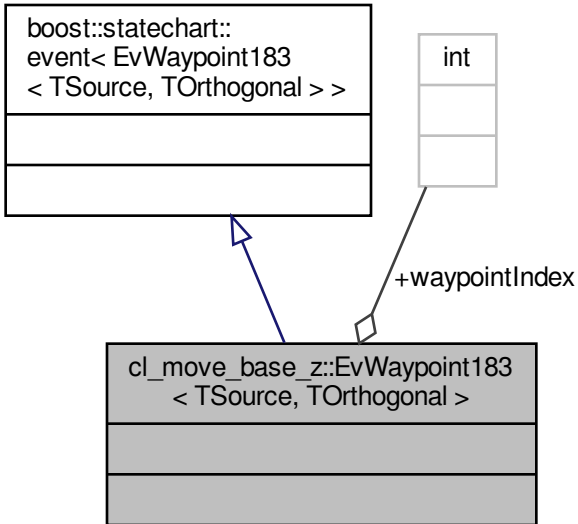 boost::statechart::
event< EvWaypoint183
< TSource, TOrthogonal > >
int
+waypointIndex
cl_move_base_z::EvWaypoint183
< TSource, TOrthogonal >